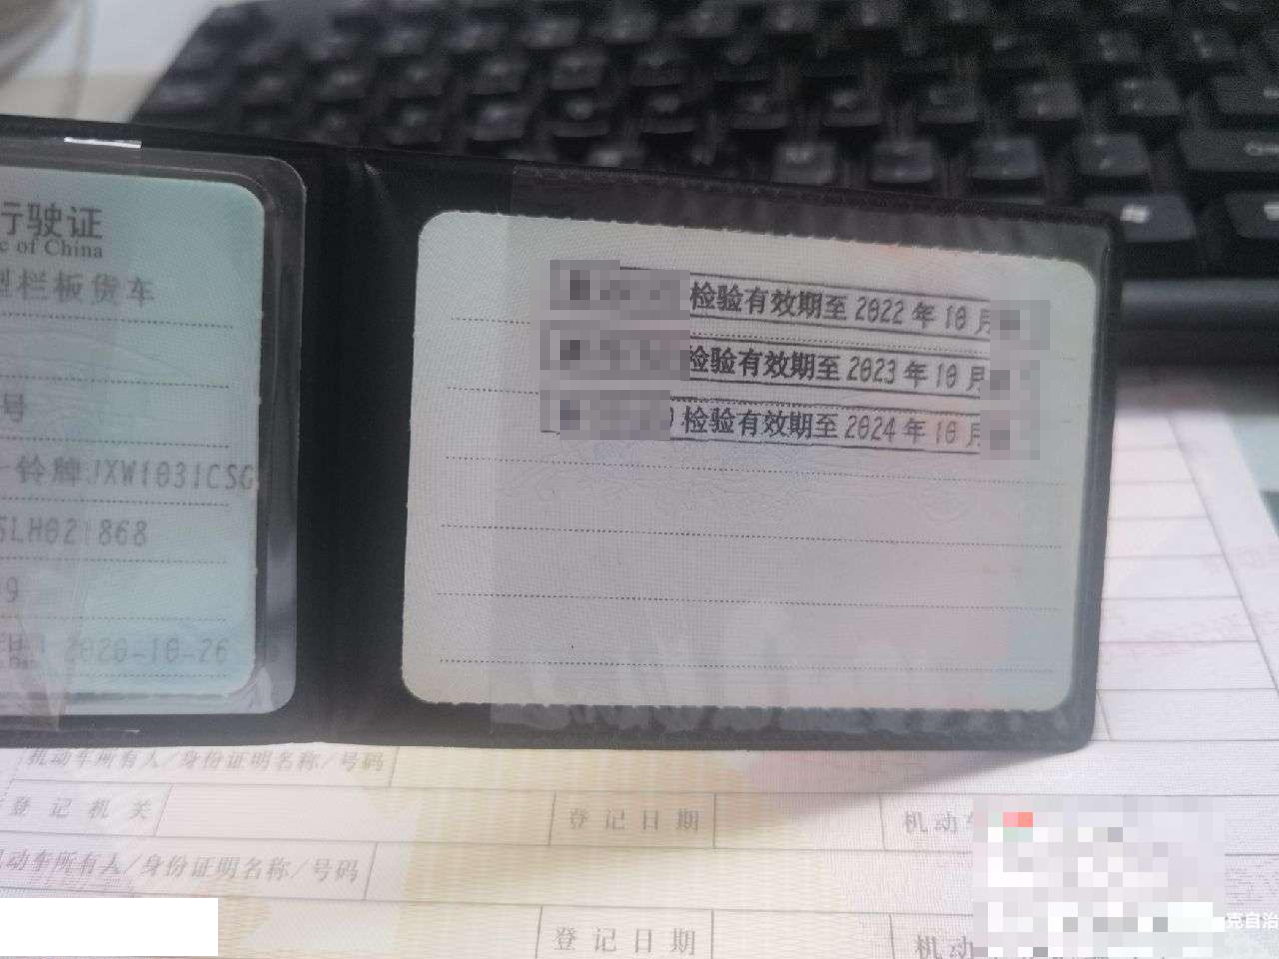 行驶证
c of China
型栏板货车
号
铃牌JXW1031CSG
SLH021868
9
2020-10-26
检验有效期至2022年10月
检验有效期至2023年10月
检验有效期至2024年10月
机动车所有人/身份证明名称/号码
登记机关
登记日期
机动车
机动车所有人/身份证明名称/号码
登记日期
机动
克自治